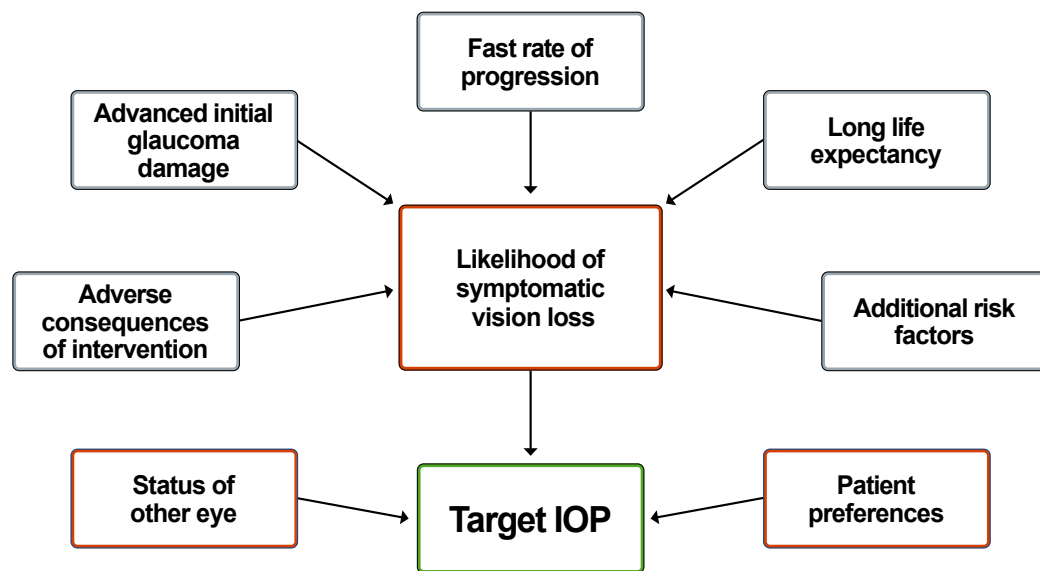 Fast rate of
progression
Advanced initial
glaucoma
damage
Long life
expectancy
Likelihood of
symptomatic
vision loss
Adverse
consequences
of intervention
Additional risk
factors
Status of
other eye
Target IOP
Patient
preferences